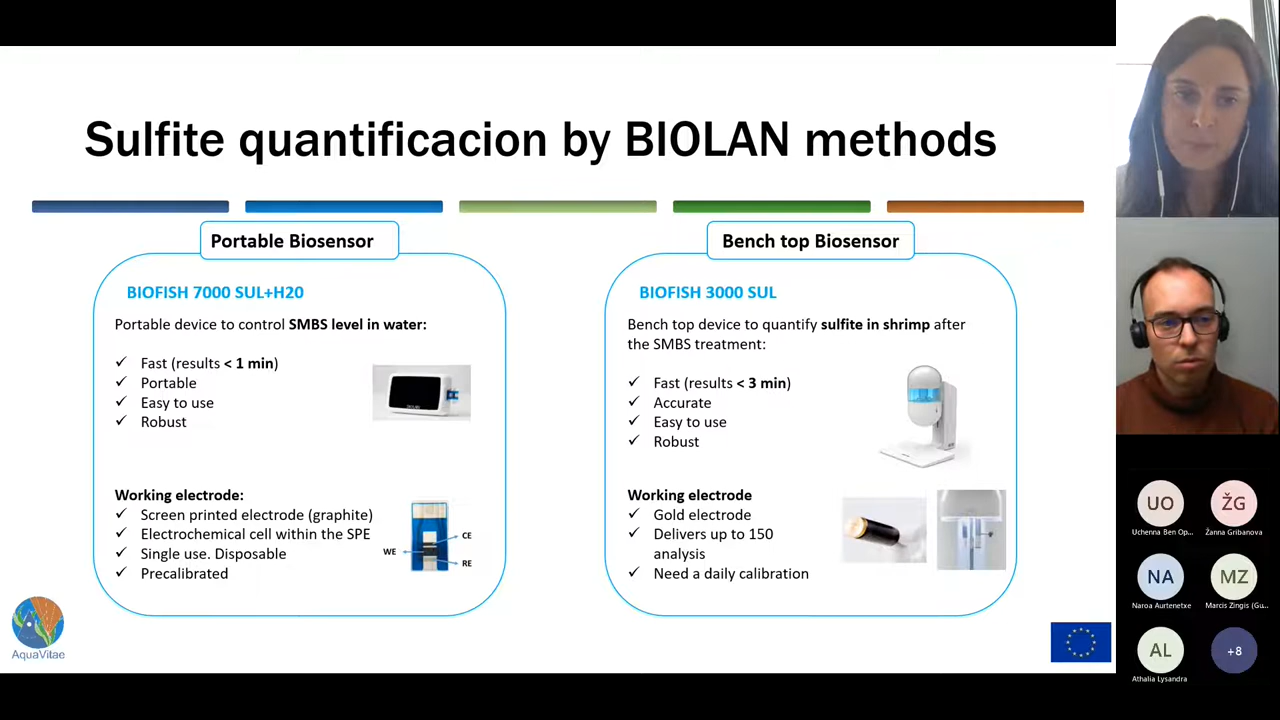 Sulfite quantificacion by BIOLAN methods
Portable Biosensor
BIOFISH 7000 SUL+H20
Portable device to control SMBS level in water:
✓ Fast (results < 1 min)
✓ Portable
✓ Easy to use
✓ Robust
Working electrode:
✓ Screen printed electrode (graphite)
✓ Electrochemical cell within the SPE
✓ Single use. Disposable
✓ Precalibrated
CE
WE
RE
Bench top Biosensor
BIOFISH 3000 SUL
Bench top device to quantify sulfite in shrimp after
the SMBS treatment:
✓ Fast (results < 3 min)
✓ Accurate
✓ Easy to use
✓ Robust
Working electrode
✓ Gold electrode
✓ Delivers up to 150
analysis
✓ Need a daily calibration
AquaVitae
UO
Uchenna Ben Op...
ŽG
Žanna Gribanova
NA
Naroa Aurtenetxe
MZ
Marcis Zingis (Gu...
AL
Athalia Lysandra
+8